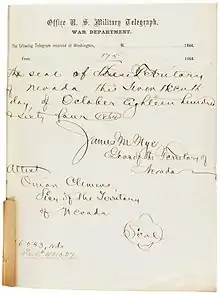 Office U. S. Military Telegraph,
WAR DEPARTMENT.
The following Telegram received at Washington, M. 1864.
From 175 1864.
the seal of this Territory
of Nevada this Seventeenth
day of October Eighteen hundred
& Sixty four
James W. Nye
Gov of the Territory of
Nevada
Attest
Orion Clemens
Secy of the Territory
of Nevada
Seal